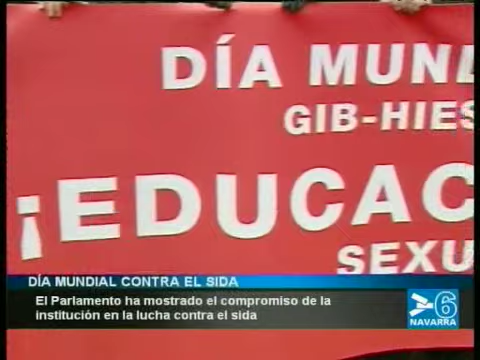 DÍA MUN
GIB-HIES
¡EDUCAC
SEXU
DÍA MUNDIAL CONTRA EL SIDA
El Parlamento ha mostrado el compromiso de la
institución en la lucha contra el sida
6
NAVARRA